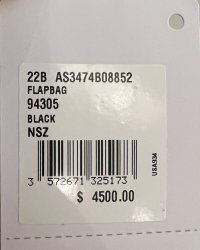 22B AS3474B08852
FLAPBAG
94305
BLACK
NSZ
USA934
3 572671 325173
$ 4500.00